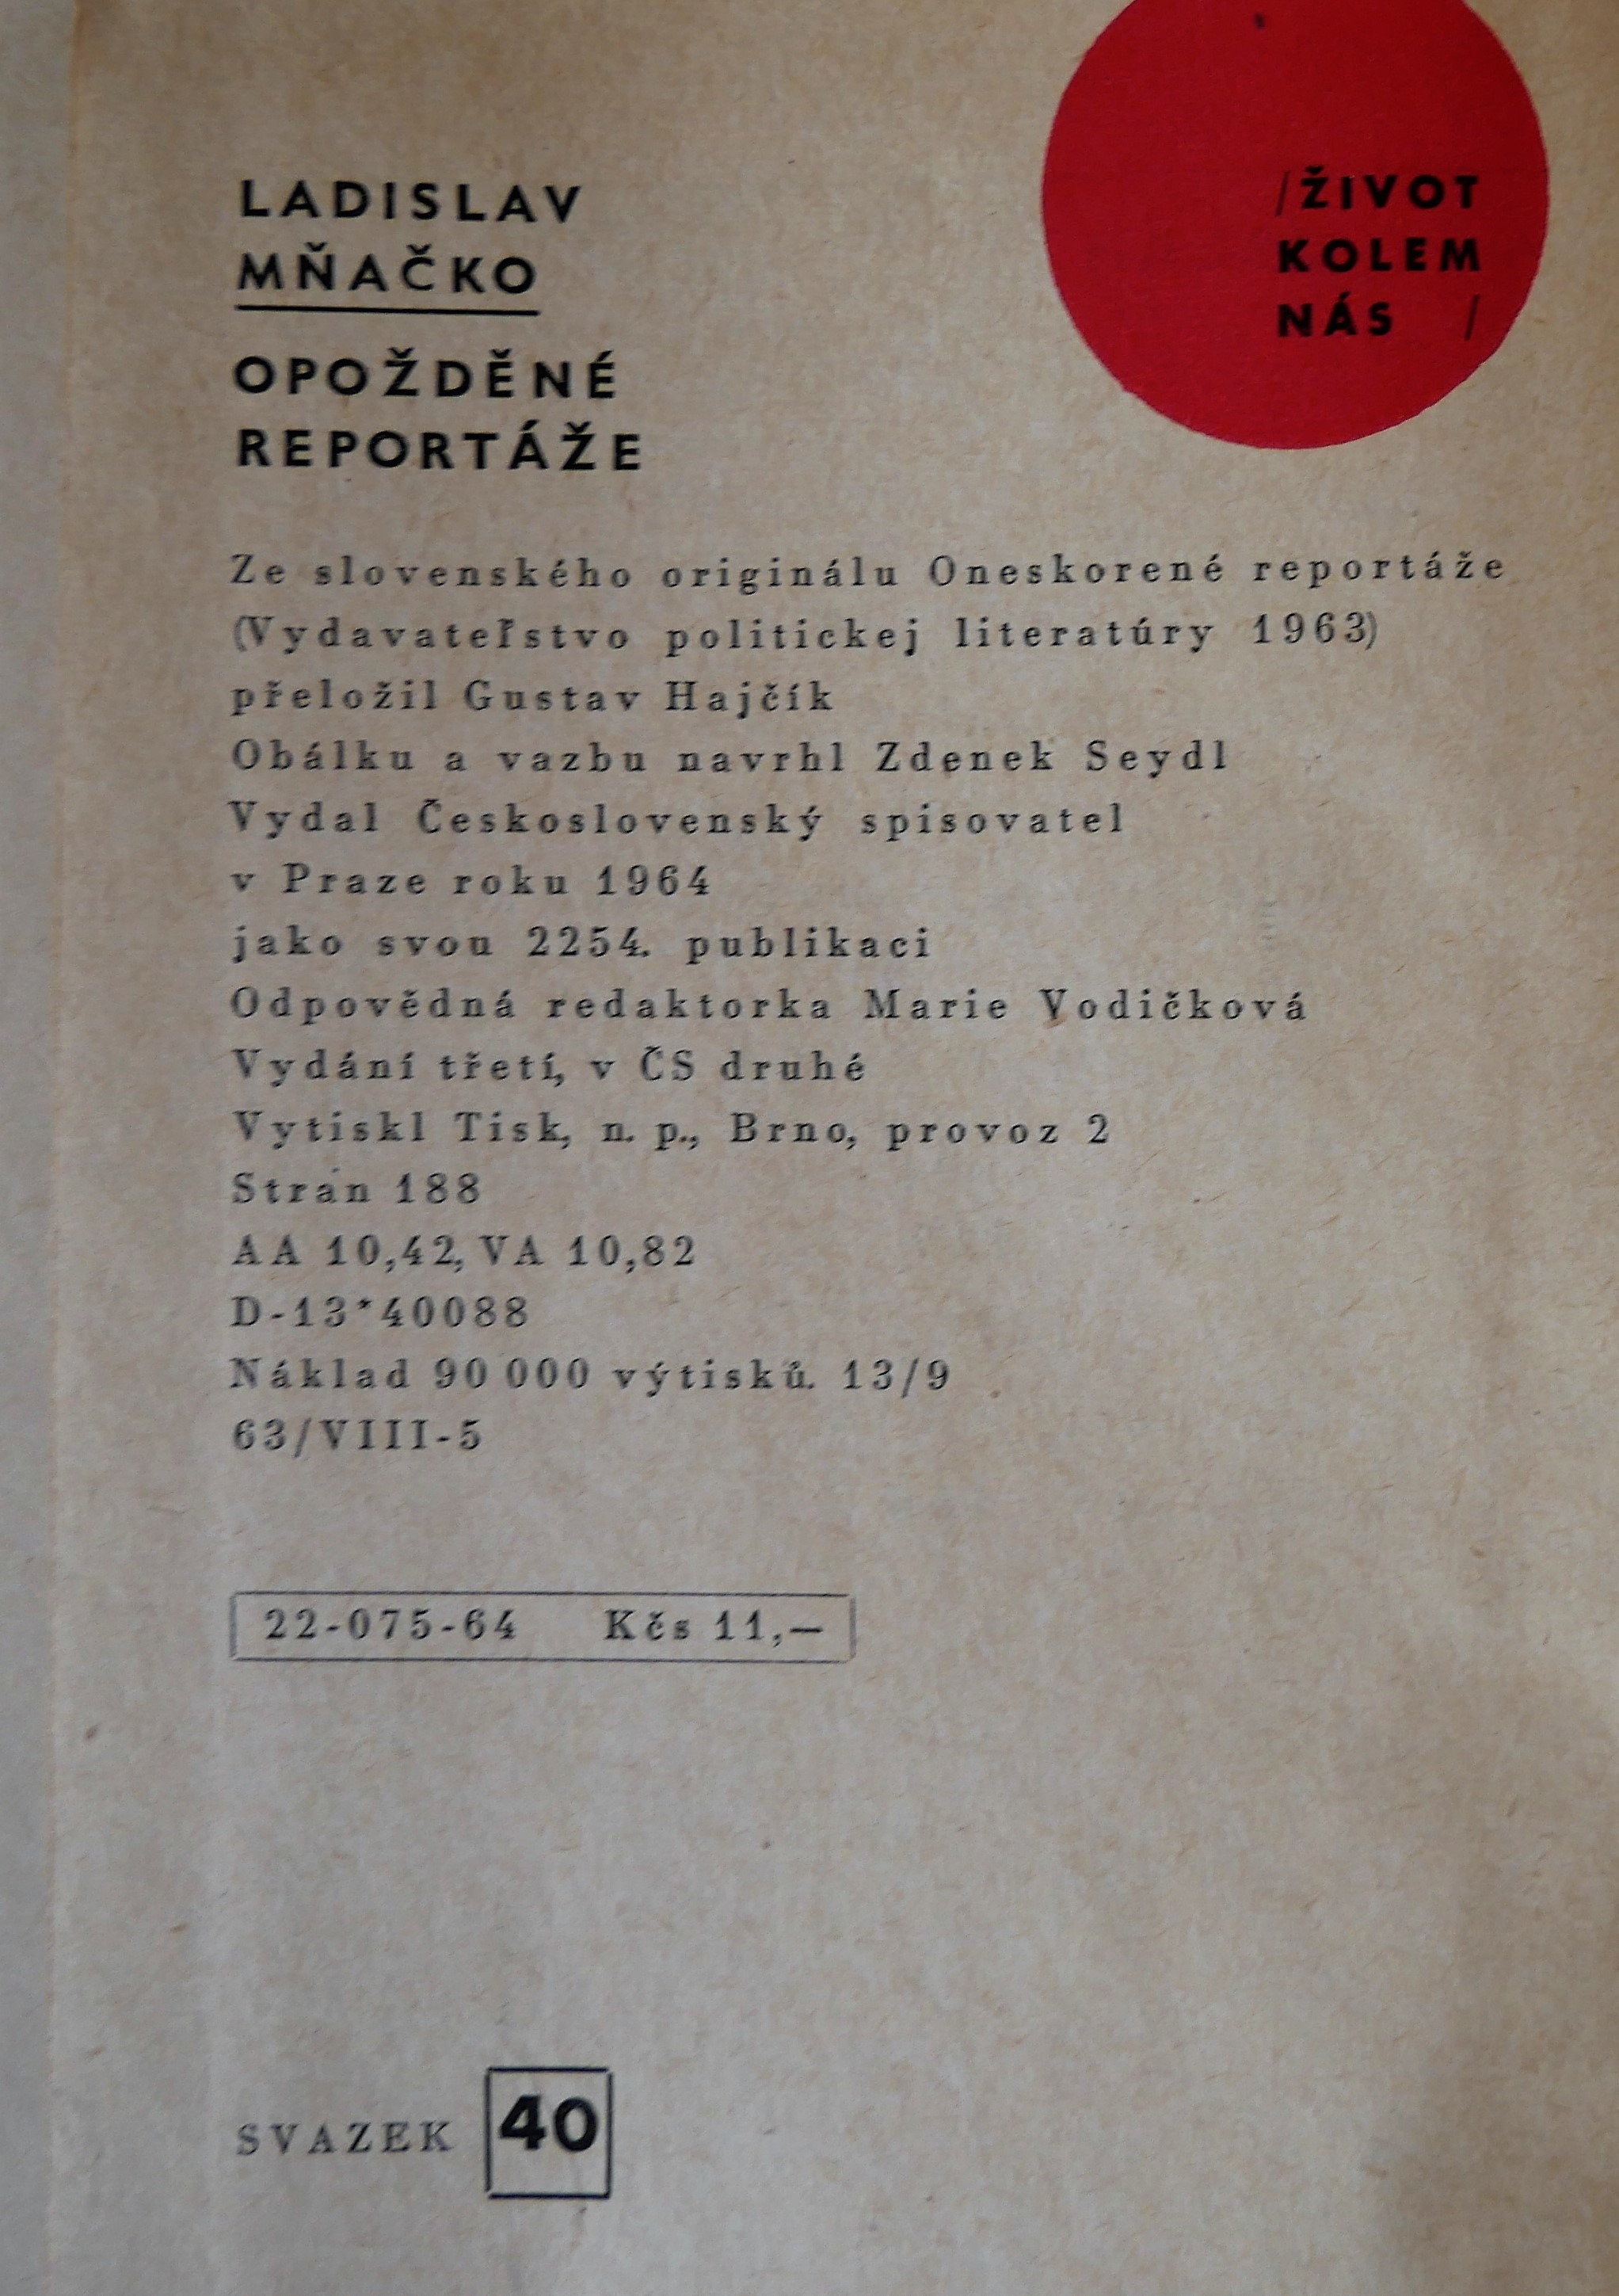 LADISLAV
MŇAČKO
OPOŽDĚNÉ
REPORTÁŽE
/ŽIVOT
KOLEM
NÁS /
Ze slovenského originálu Oneskorené reportáže
(Vydavateľstvo politickej literatúry 1963)
přeložil Gustav Hajčík
Obálku a vazbu navrhl Zdenek Seydl
Vydal Československý spisovatel
v Praze roku 1964
jako svou 2254. publikaci
Odpovědná redaktorka Marie Vodičková
Vydání třetí, v ČS druhé
Vytiskl Tisk, n. p., Brno, provoz 2
Stran 188
AA 10,42, VA 10,82
D-13*40088
Náklad 90 000 výtisků. 13/9
63/VIII-5
22-075-64 Kčs 11,—
SVAZEK 40